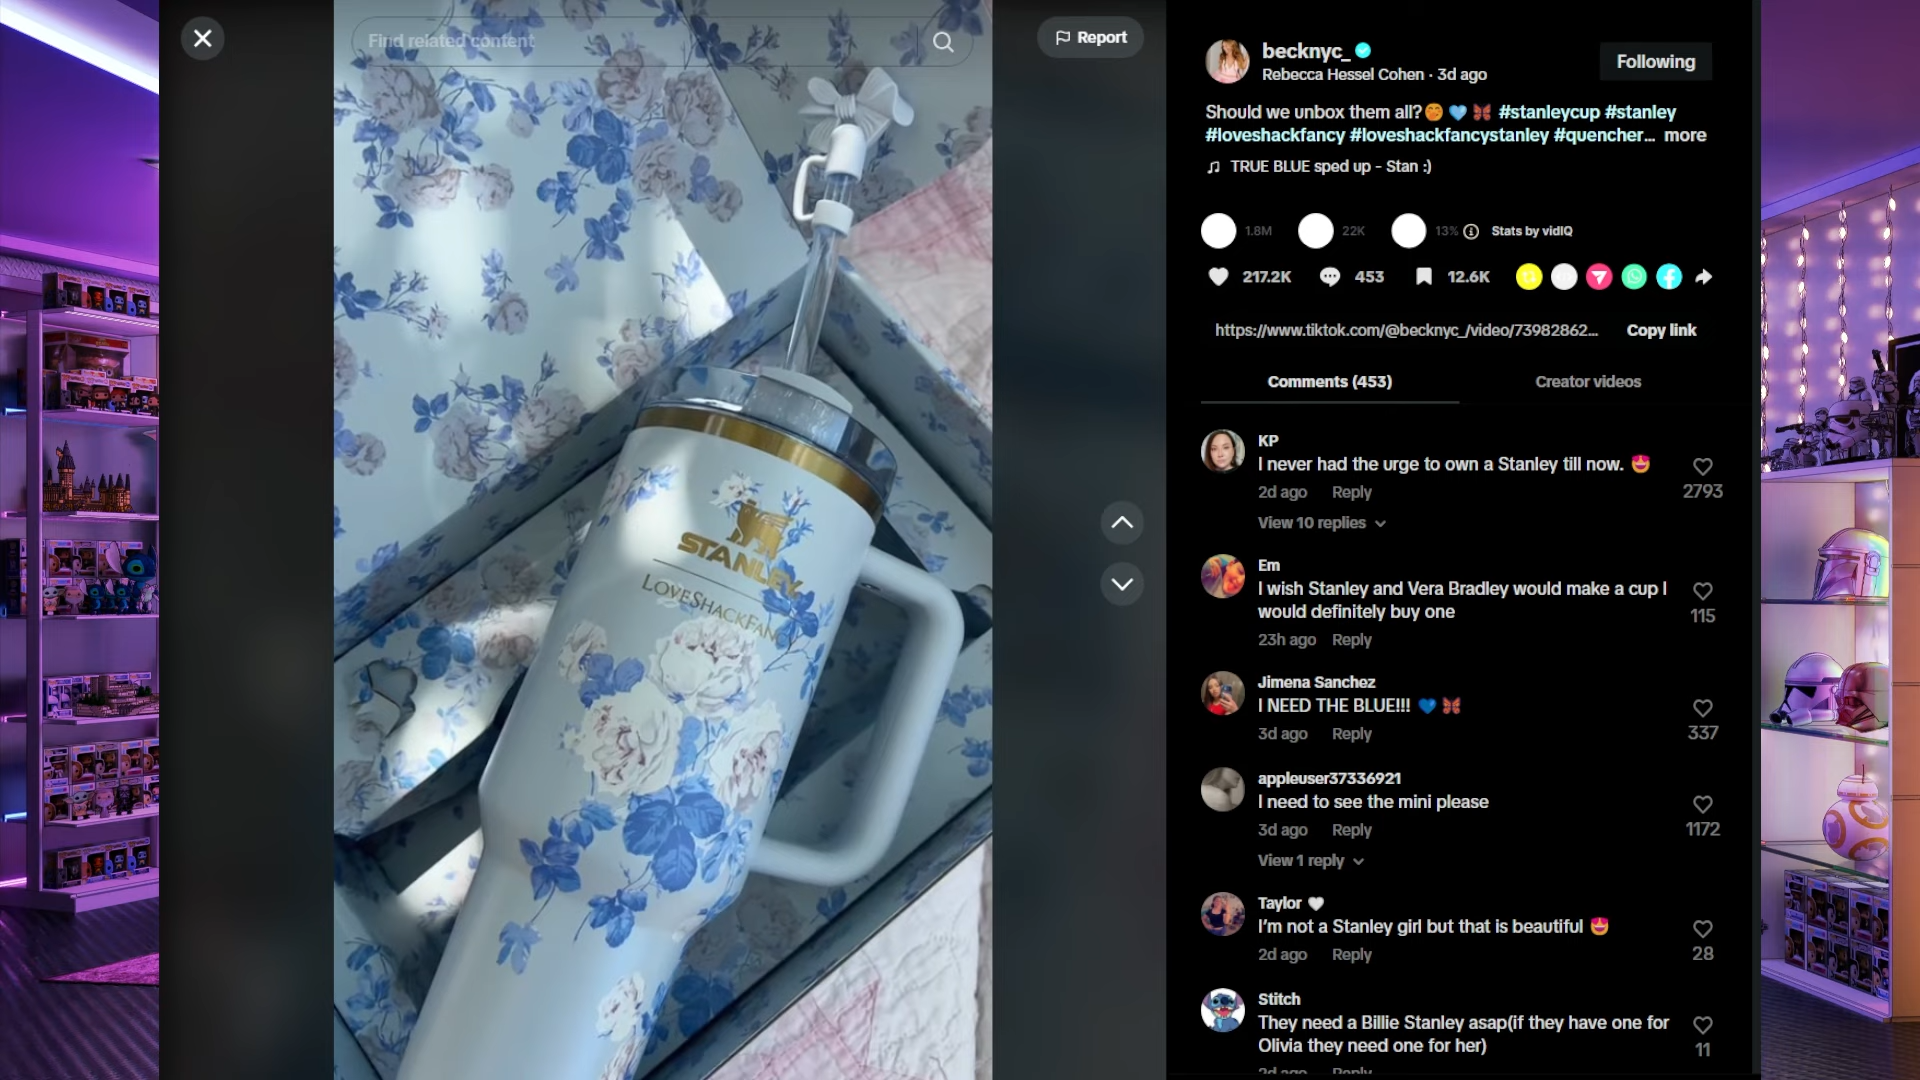 Find related content
Report
STANLEY
LOVESHACKFANCY
becknyc_
Rebecca Hessel Cohen · 3d ago
Following
Should we unbox them all?🤭 🩵 🦋 #stanleycup #stanley
#loveshackfancy #loveshackfancystanley #quencher... more
TRUE BLUE sped up - Stan :)
1.8M 22K 13% Stats by vidIQ
217.2K 453 12.6K
https://www.tiktok.com/@becknyc_/video/73982862... Copy link
Comments (453) Creator videos
KP
I never had the urge to own a Stanley till now. 😍
2d ago Reply
2793
View 10 replies
Em
I wish Stanley and Vera Bradley would make a cup I
would definitely buy one
115
23h ago Reply
Jimena Sanchez
I NEED THE BLUE!!! 💙 🦋
3d ago Reply
337
appleuser37336921
I need to see the mini please
3d ago Reply
1172
View 1 reply
Taylor 🤍
I'm not a Stanley girl but that is beautiful 😍
2d ago Reply
28
Stitch
They need a Billie Stanley asap(if they have one for
Olivia they need one for her)
11
2d ago Reply